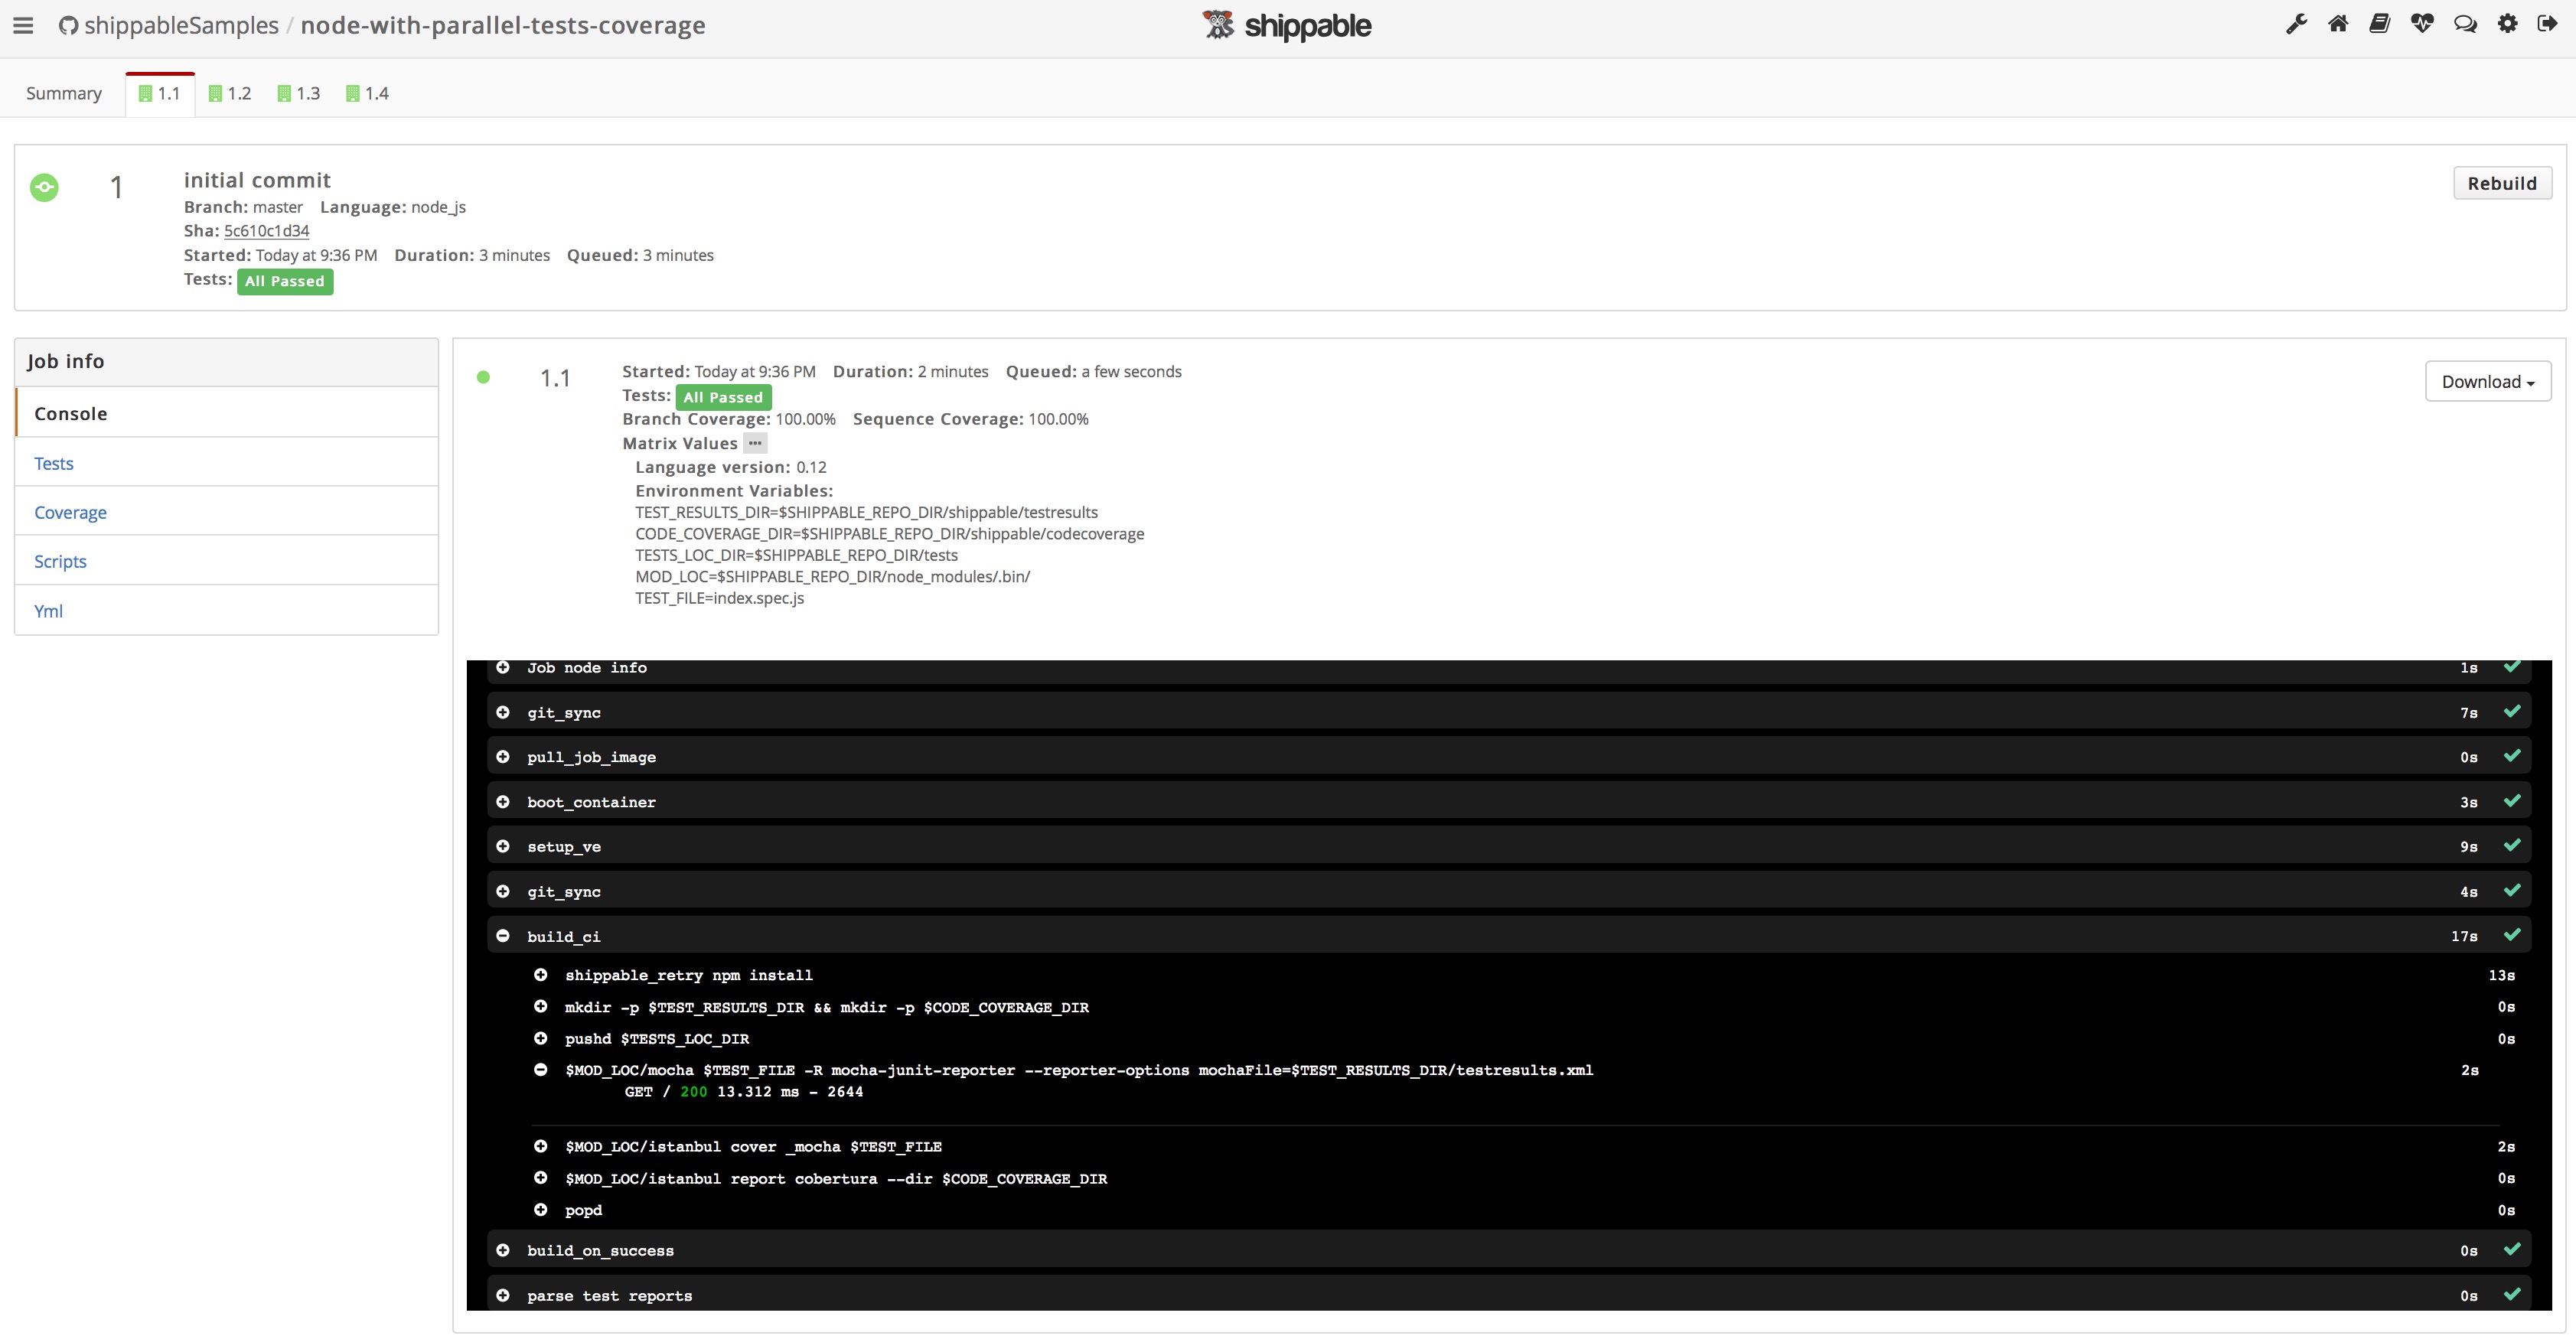 shippableSamples / node-with-parallel-tests-coverage
shippable
Summary 1.1 1.2 1.3 1.4
1
initial commit
Rebuild
Branch: master Language: node_js
Sha: 5c610c1d34
Started: Today at 9:36 PM Duration: 3 minutes Queued: 3 minutes
Tests: All Passed
Job info
Console
Tests
Coverage
Scripts
Yml
1.1
Started: Today at 9:36 PM Duration: 2 minutes Queued: a few seconds
Download
Tests: All Passed
Branch Coverage: 100.00% Sequence Coverage: 100.00%
Matrix Values ...
Language version: 0.12
Environment Variables:
TEST_RESULTS_DIR=$SHIPPABLE_REPO_DIR/shippable/testresults
CODE_COVERAGE_DIR=$SHIPPABLE_REPO_DIR/shippable/codecoverage
TESTS_LOC_DIR=$SHIPPABLE_REPO_DIR/tests
MOD_LOC=$SHIPPABLE_REPO_DIR/node_modules/.bin/
TEST_FILE=index.spec.js
Job node info 1s
git_sync 7s
pull_job_image 0s
boot_container 3s
setup_ve 9s
git_sync 4s
build_ci 17s
shippable_retry npm install 13s
mkdir -p $TEST_RESULTS_DIR && mkdir -p $CODE_COVERAGE_DIR 0s
pushd $TESTS_LOC_DIR 0s
$MOD_LOC/mocha $TEST_FILE -R mocha-junit-reporter --reporter-options mochaFile=$TEST_RESULTS_DIR/testresults.xml 2s
GET / 200 13.312 ms - 2644
$MOD_LOC/istanbul cover _mocha $TEST_FILE 2s
$MOD_LOC/istanbul report cobertura --dir $CODE_COVERAGE_DIR 0s
popd 0s
build_on_success 0s
parse test reports 0s